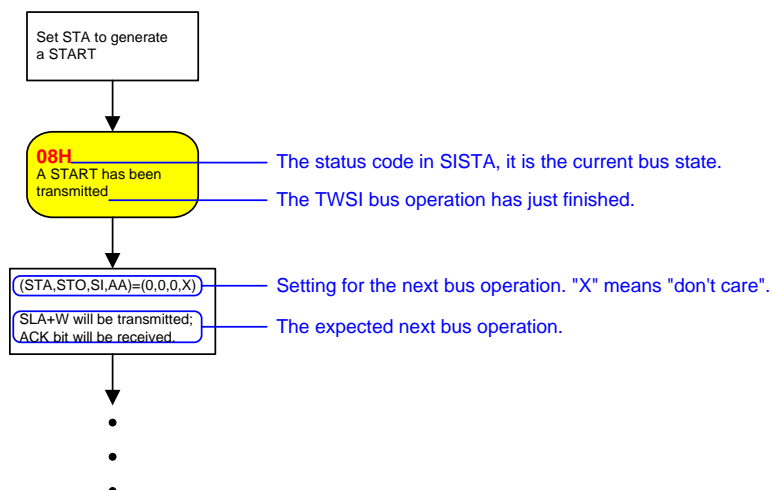 Set STA to generate
a START
08H
A START has been
transmitted
The status code in SISTA, it is the current bus state.
The TWSI bus operation has just finished.
(STA,STO,SI,AA)=(0,0,0,X)
Setting for the next bus operation. "X" means "don't care".
SLA+W will be transmitted;
ACK bit will be received.
The expected next bus operation.